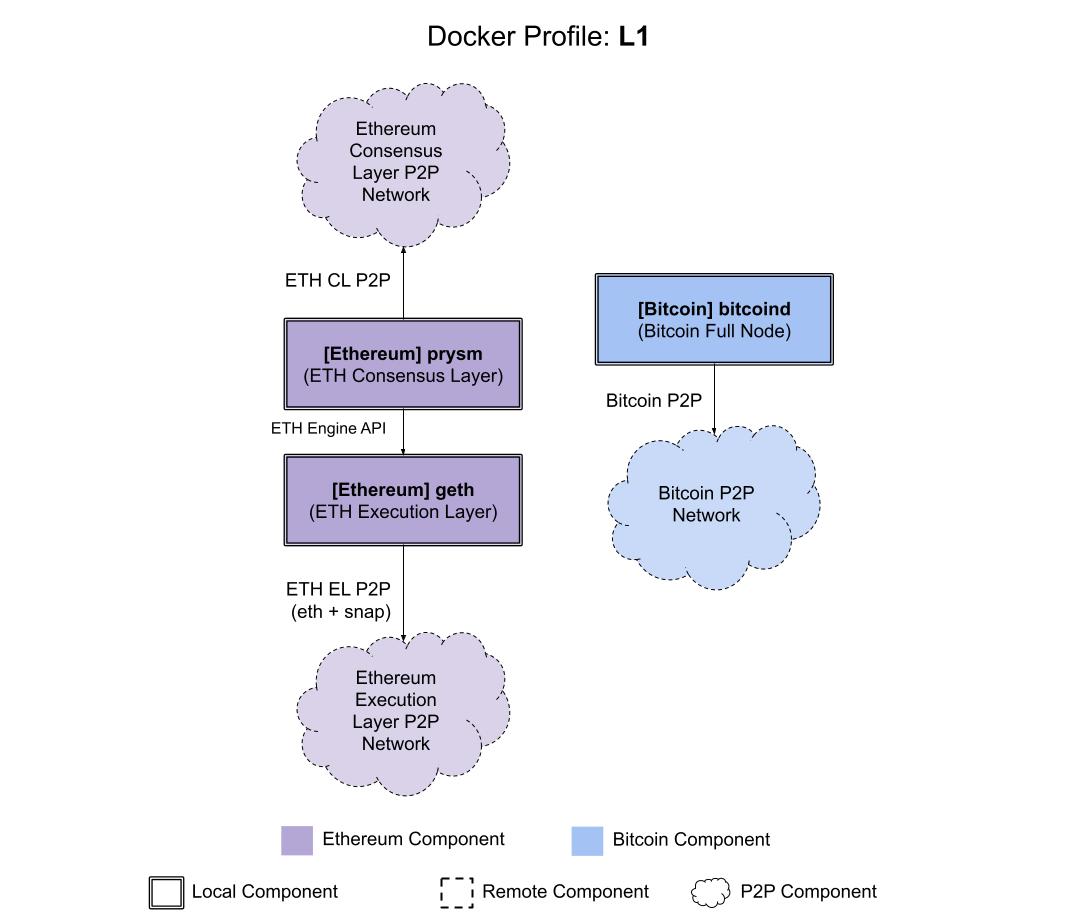 Docker Profile: L1
Ethereum
Consensus
Layer P2P
Network
ETH CL P2P
[Ethereum] prysm
(ETH Consensus Layer)
ETH Engine API
[Ethereum] geth
(ETH Execution Layer)
ETH EL P2P
(eth + snap)
Ethereum
Execution
Layer P2P
Network
[Bitcoin] bitcoind
(Bitcoin Full Node)
Bitcoin P2P
Bitcoin P2P
Network
Ethereum Component
Bitcoin Component
Local Component
Remote Component
P2P Component